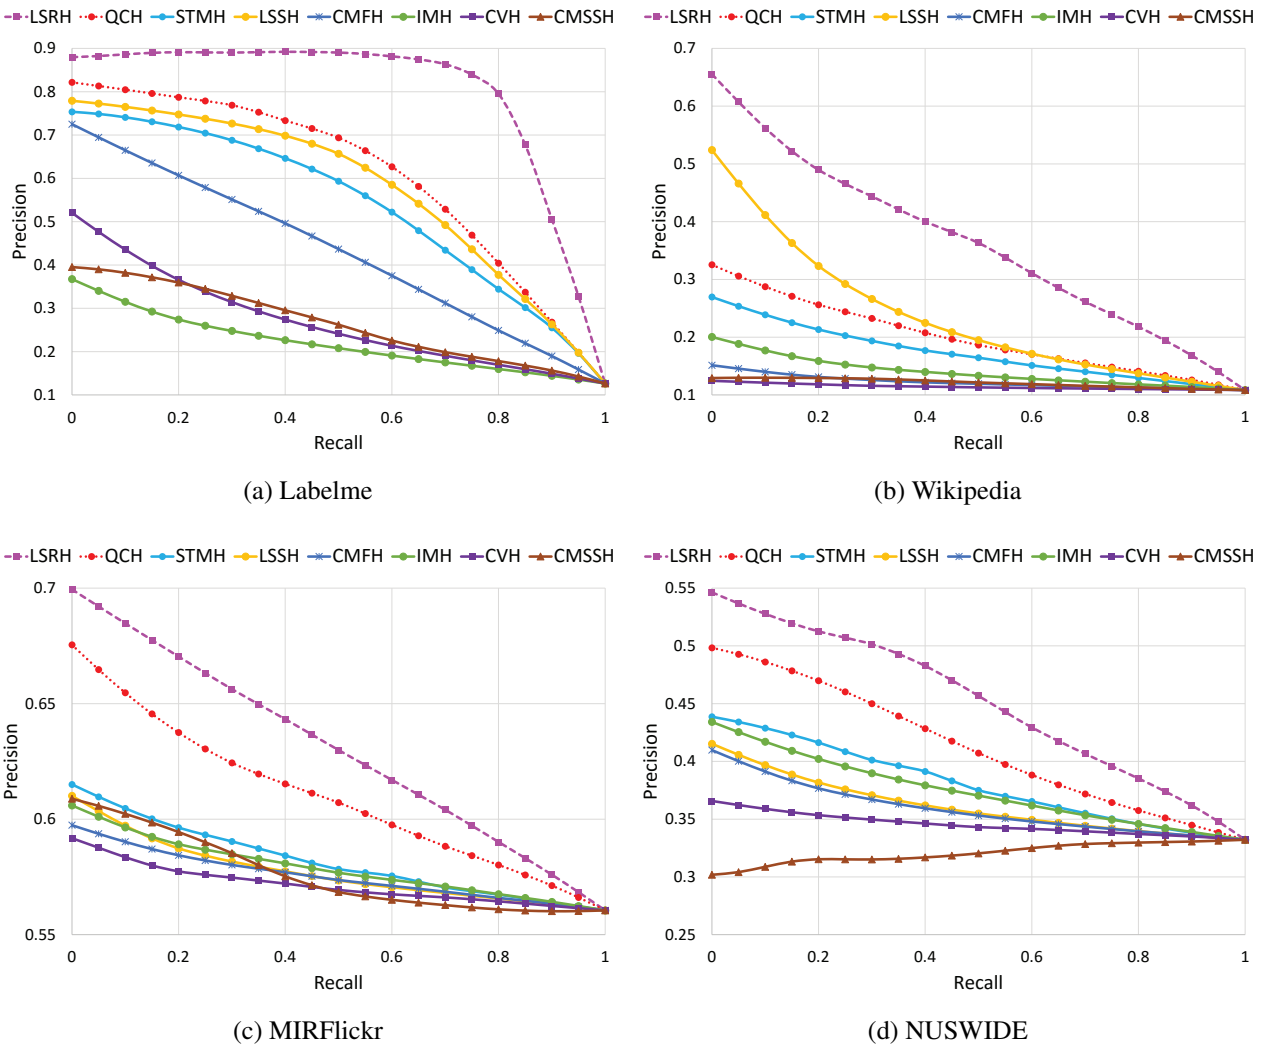 LSRH QCH STMH LSSH CMFH IMH CVH CMSSH
0.9
0.8
0.7
0.6
0.5
0.4
0.3
0.2
0.1
Precision
0 0.2 0.4 0.6 0.8 1
Recall
(a) Labelme
LSRH QCH STMH LSSH CMFH IMH CVH CMSSH
0.7
0.6
0.5
0.4
0.3
0.2
0.1
Precision
0 0.2 0.4 0.6 0.8 1
Recall
(b) Wikipedia
LSRH QCH STMH LSSH CMFH IMH CVH CMSSH
0.7
0.65
0.6
0.55
Precision
0 0.2 0.4 0.6 0.8 1
Recall
(c) MIRFlickr
LSRH QCH STMH LSSH CMFH IMH CVH CMSSH
0.55
0.5
0.45
0.4
0.35
0.3
0.25
Precision
0 0.2 0.4 0.6 0.8 1
Recall
(d) NUSWIDE